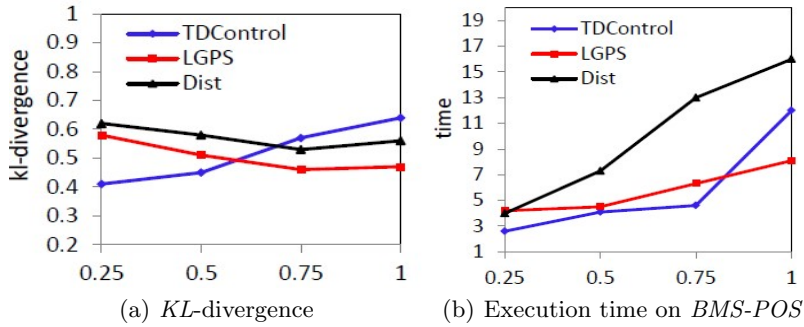 1
0.9
0.8
0.7
0.6
0.5
0.4
0.3
0.2
kl-divergence
TDControl
LGPS
Dist
0.25 0.5 0.75 1
(a) KL-divergence
19
17
15
13
11
9
7
5
3
1
time
TDControl
LGPS
Dist
0.25 0.5 0.75 1
(b) Execution time on BMS-POS